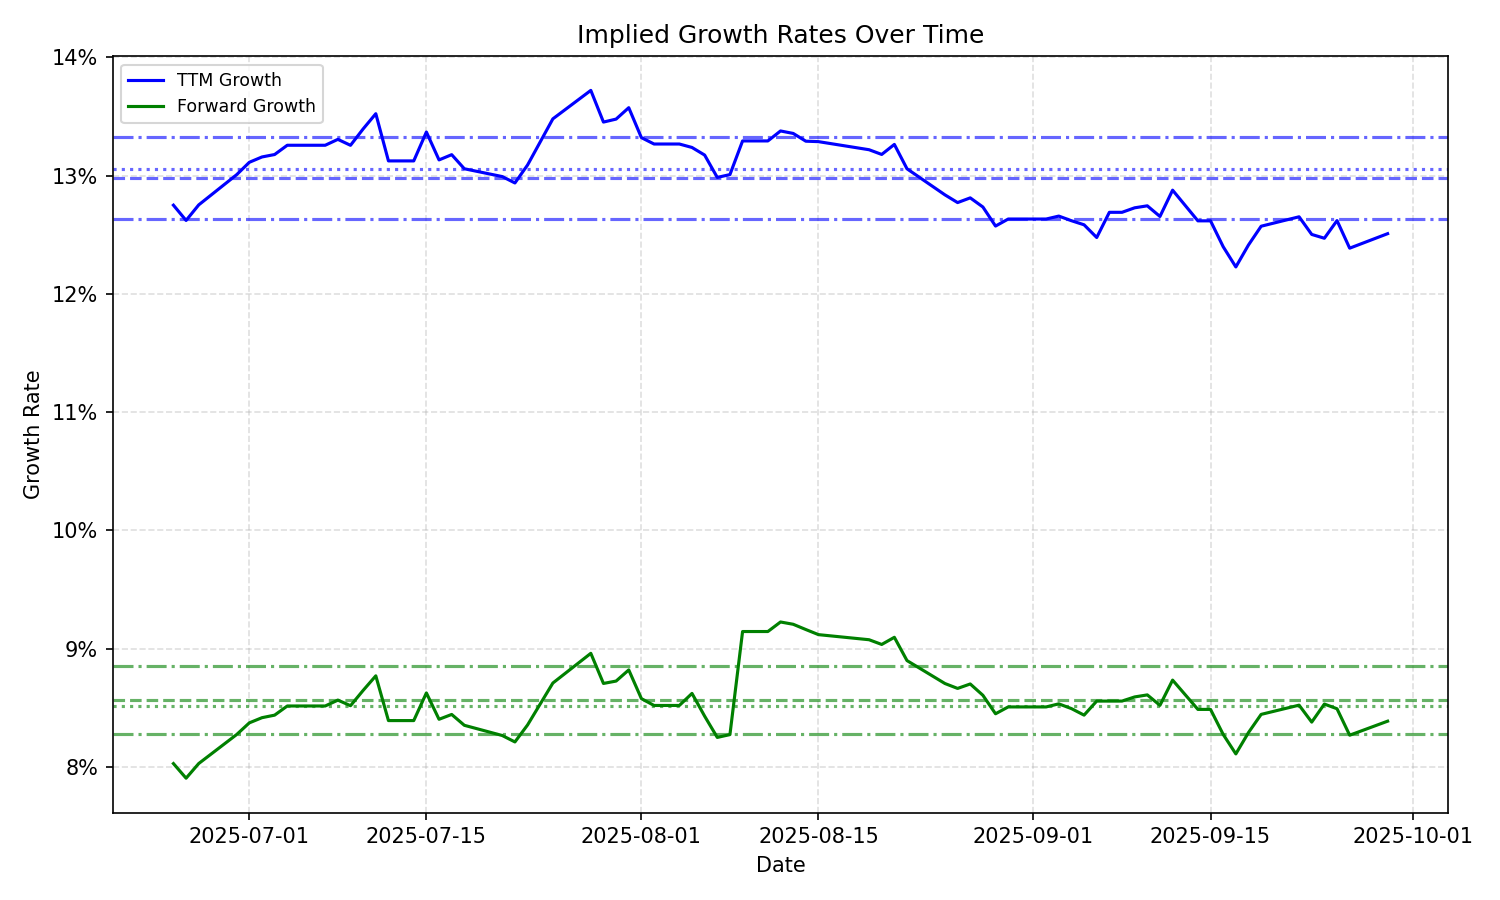 Implied Growth Rates Over Time
TTM Growth
Forward Growth
14%
13%
12%
11%
10%
9%
8%
Growth Rate
2025-07-01
2025-07-15
2025-08-01
2025-08-15
2025-09-01
2025-09-15
2025-10-01
Date